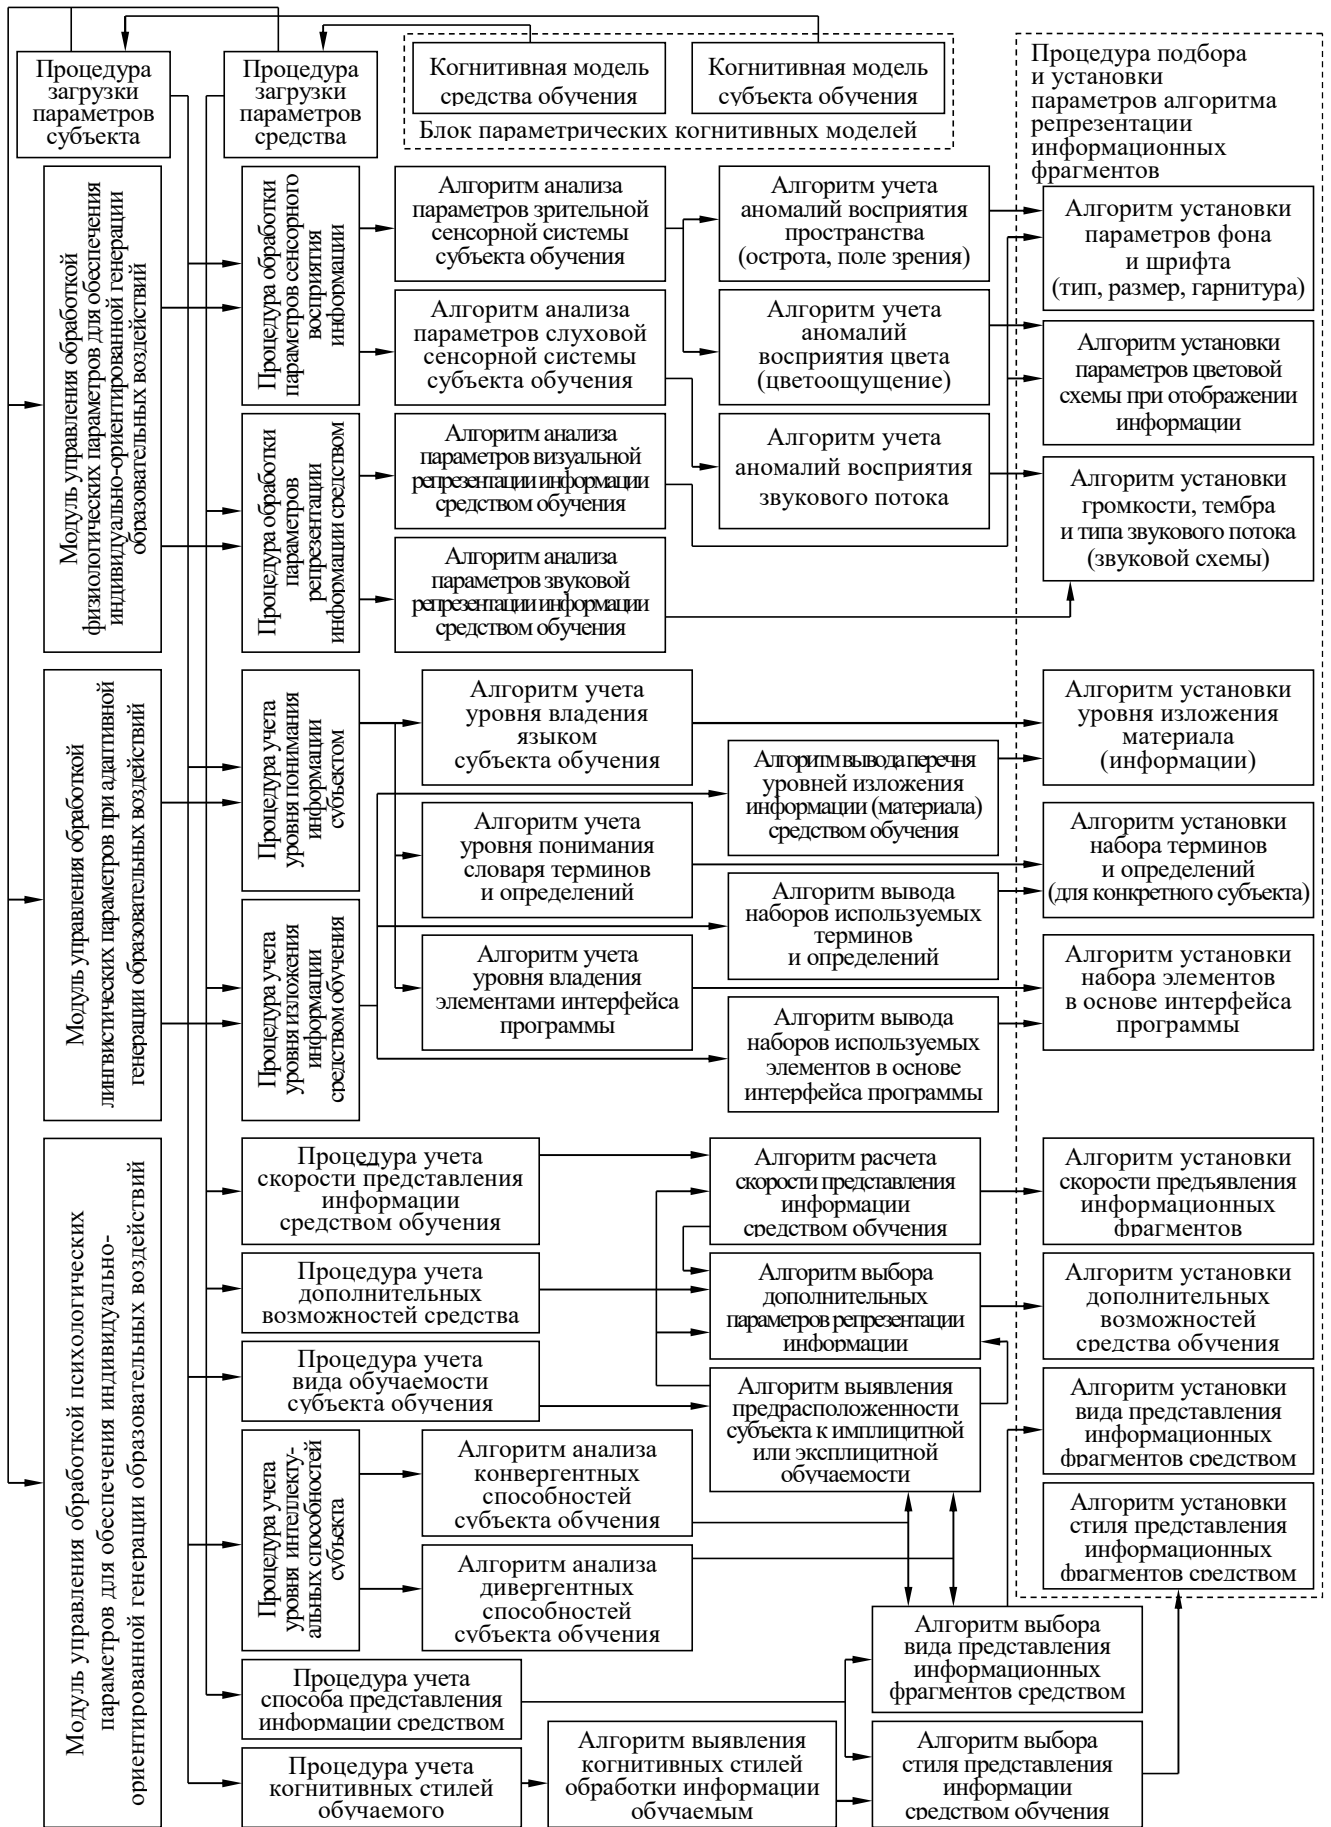 Процедура
загрузки
параметров
субъекта
Процедура
загрузки
параметров
средства
Когнитивная модель
средства обучения
Когнитивная модель
субъекта обучения
Блок параметрических когнитивных моделей
Процедура подбора
и установки
параметров алгоритма
репрезентации
информационных
фрагментов
Модуль управления обработкой
физиологических параметров для обеспечения
индивидуально-ориентированной генерации
образовательных воздействий
Процедура обработки
параметров сенсорного
восприятия
информации
Алгоритм анализа
параметров зрительной
сенсорной системы
субъекта обучения
Алгоритм учета
аномалий восприятия
пространства
(острота, поле зрения)
Алгоритм установки
параметров фона
и шрифта
(тип, размер, гарнитура)
Алгоритм анализа
параметров слуховой
сенсорной системы
субъекта обучения
Алгоритм учета
аномалий
восприятия цвета
(цветоощущение)
Алгоритм установки
параметров цветовой
схемы при отображении
информации
Процедура обработки
параметров
репрезентации
информации средством
Алгоритм анализа
параметров визуальной
репрезентации информации
средством обучения
Алгоритм учета
аномалий восприятия
звукового потока
Алгоритм установки
громкости, тембра
и типа звукового потока
(звуковой схемы)
Алгоритм анализа
параметров звуковой
репрезентации информации
средством обучения
Модуль управления обработкой
лингвистических параметров при адаптивной
генерации образовательных воздействий
Процедура учета
уровня понимания
информации
субъектом
Алгоритм учета
уровня владения
языком
субъекта обучения
Алгоритм вывода перечня
уровней изложения
информации (материала)
средством обучения
Алгоритм установки
уровня изложения
материала
(информации)
Алгоритм учета
уровня понимания
словаря терминов
и определений
Алгоритм установки
набора терминов
и определений
(для конкретного субъекта)
Процедура учета
уровня изложения
информации
средством обучения
Алгоритм вывода
наборов используемых
терминов
и определений
Алгоритм учета
уровня владения
элементами интерфейса
программы
Алгоритм установки
набора элементов
в основе интерфейса
программы
Алгоритм вывода
наборов используемых
элементов в основе
интерфейса программы
Модуль управления обработкой психологических
параметров для обеспечения индивидуально-
ориентированной генерации образовательных воздействий
Процедура учета
скорости представления
информации
средством обучения
Алгоритм расчета
скорости представления
информации
средством обучения
Алгоритм установки
скорости предъявления
информационных
фрагментов
Процедура учета
дополнительных
возможностей средства
Алгоритм выбора
дополнительных
параметров репрезентации
информации
Алгоритм установки
дополнительных
возможностей
средства обучения
Процедура учета
вида обучаемости
субъекта обучения
Алгоритм выявления
предрасположенности
субъекта к имплицитной
или эксплицитной
обучаемости
Алгоритм установки
вида представления
информационных
фрагментов средством
Процедура учета
уровня интеллекту-
альных способностей
субъекта
Алгоритм анализа
конвергентных
способностей
субъекта обучения
Алгоритм установки
стиля представления
информационных
фрагментов средством
Алгоритм анализа
дивергентных
способностей
субъекта обучения
Алгоритм выбора
вида представления
информационных
фрагментов средством
Процедура учета
способа представления
информации средством
Процедура учета
когнитивных стилей
обучаемого
Алгоритм выявления
когнитивных стилей
обработки информации
обучаемым
Алгоритм выбора
стиля представления
информации
средством обучения